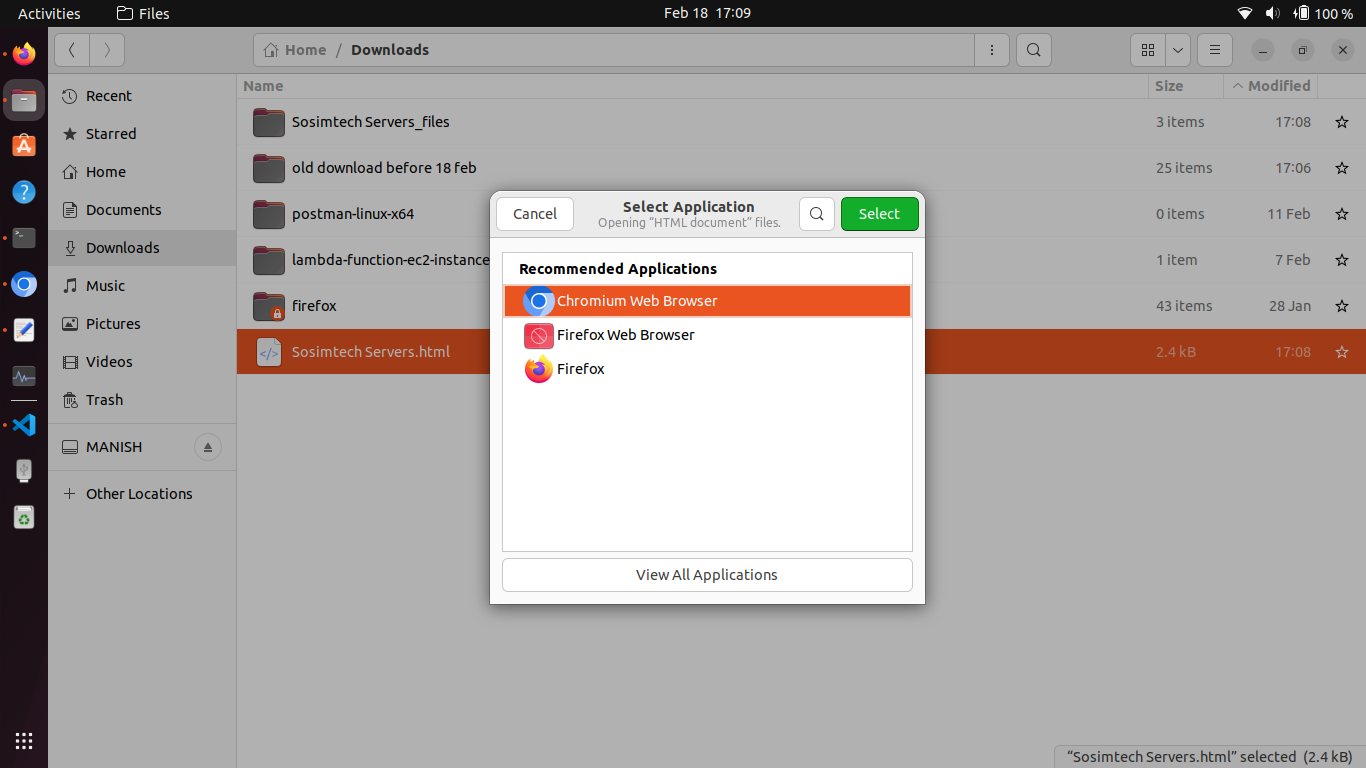 Activities Files Feb 18 17:09 100 %
Home / Downloads
Name Size Modified
Recent
Starred
Home
Documents
Downloads
Music
Pictures
Videos
Trash
MANISH
Other Locations
Sosimtech Servers_files 3 items 17:08
old download before 18 feb 25 items 17:06
postman-linux-x64 0 items 11 Feb
lambda-function-ec2-instance 1 item 7 Feb
firefox 43 items 28 Jan
Sosimtech Servers.html 2.4 kB 17:08
Cancel Select Application Select
Opening “HTML document” files.
Recommended Applications
Chromium Web Browser
Firefox Web Browser
Firefox
View All Applications
“Sosimtech Servers.html” selected (2.4 kB)